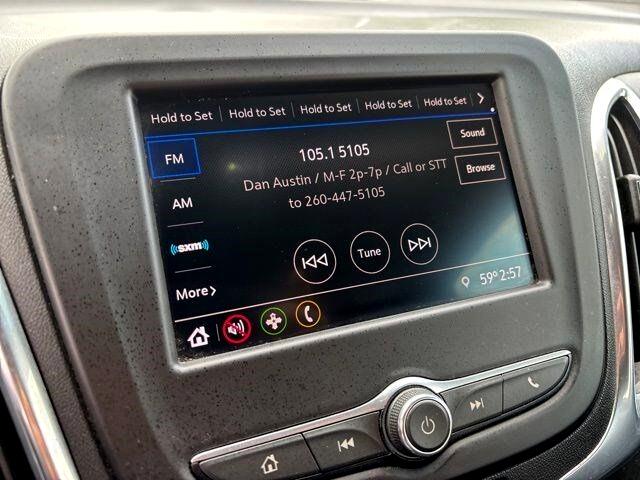 Hold to Set Hold to Set Hold to Set Hold to Set Hold to Set
Sound
FM
105.1 5105
Dan Austin / M-F 2p-7p / Call or STT
to 260-447-5105
Browse
AM
sxm
Tune
More
59° 2:57